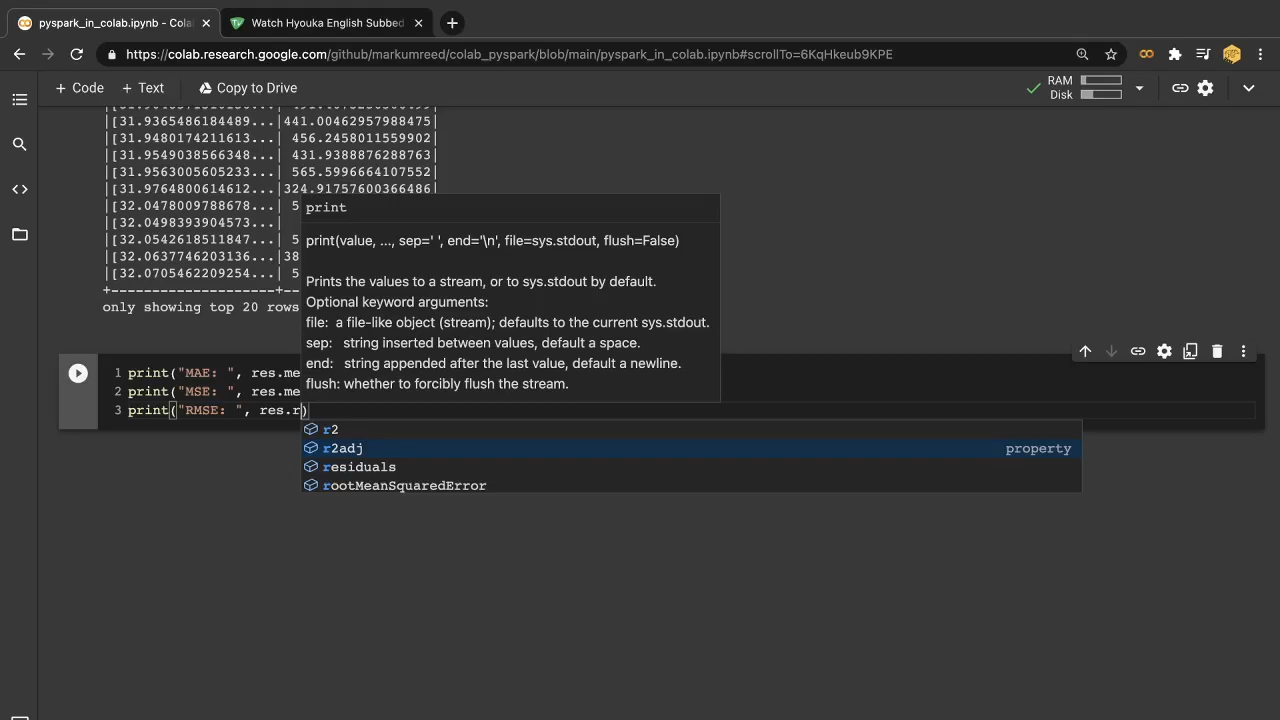 pyspark_in_colab.ipynb - Cola
Watch Hyouka English Subbed
https://colab.research.google.com/github/markumreed/colab_pyspark/blob/main/pyspark_in_colab.ipynb#scrollTo=6KqHkeub9KPE
+ Code + Text Copy to Drive
RAM
Disk
|[31.9365486184489...|441.00462957988475|
|[31.9480174211613...| 456.2458011559902|
|[31.9549038566348...| 431.9388876288763|
|[31.9563005605233...| 565.5996664107552|
|[31.9764800614612...|324.91757600366486|
|[32.0478009788678...| 5
|[32.0498393904573...|
|[32.0542618511847...| 5
|[32.0637746203136...|38
|[32.0705462209254...| 5
+--------------------+--
only showing top 20 rows
print
print(value, ..., sep=' ', end='\n', file=sys.stdout, flush=False)
Prints the values to a stream, or to sys.stdout by default.
Optional keyword arguments:
file: a file-like object (stream); defaults to the current sys.stdout.
sep: string inserted between values, default a space.
end: string appended after the last value, default a newline.
flush: whether to forcibly flush the stream.
1 print("MAE: ", res.me
2 print("MSE: ", res.me
3 print("RMSE: ", res.r)
r2
r2adj property
residuals
rootMeanSquaredError